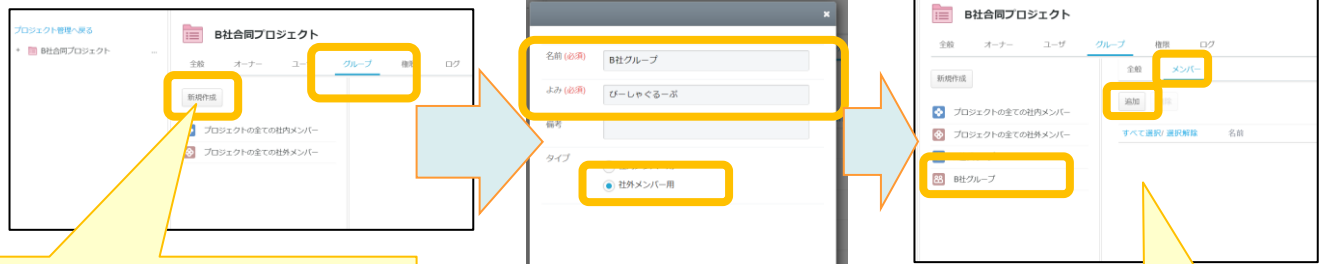 プロジェクト管理へ戻る
B社合同プロジェクト
...
B社合同プロジェクト
全般
オーナー
グループ
権限
ログ
新規作成
プロジェクトの全ての社内メンバー
プロジェクトの全ての社外メンバー
×
名前 (必須)
B社グループ
よみ (必須)
びーしゃぐるーぷ
備考
タイプ
社外メンバー用
B社合同プロジェクト
全般
オーナー
ユーザ
グループ
権限
ログ
新規作成
プロジェクトの全ての社内メンバー
プロジェクトの全ての社外メンバー
B社グループ
全般
メンバー
追加
すべて選択/ 選択解除
名前